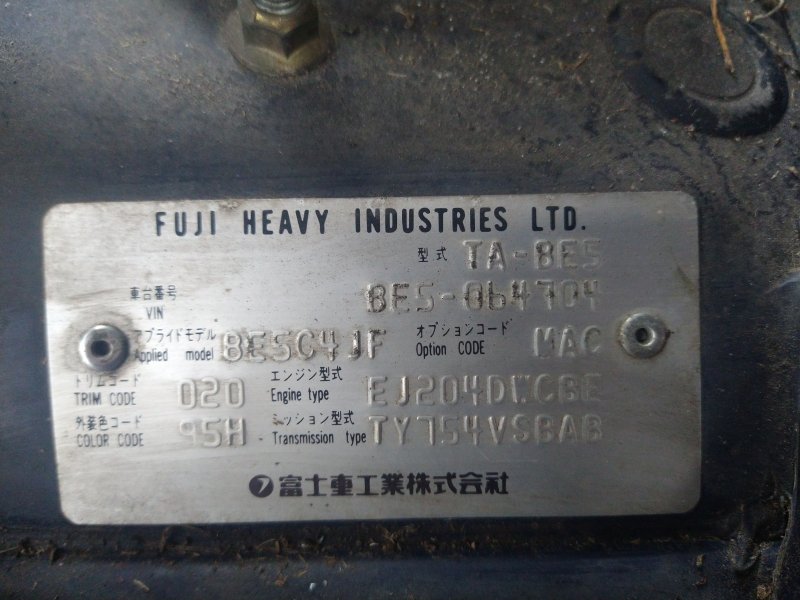 FUJI HEAVY INDUSTRIES LTD.
型式 TA-BE5
車台番号 VIN BE5-064704
アプライドモデル Applied model BE5C4JF オプションコード Option CODE MAC
トリムコード TRIM CODE 020 エンジン型式 Engine type EJ204DWCBE
外装色コード COLOR CODE 95H ミッション型式 Transmission type TY754VSBAB
富士重工業株式会社